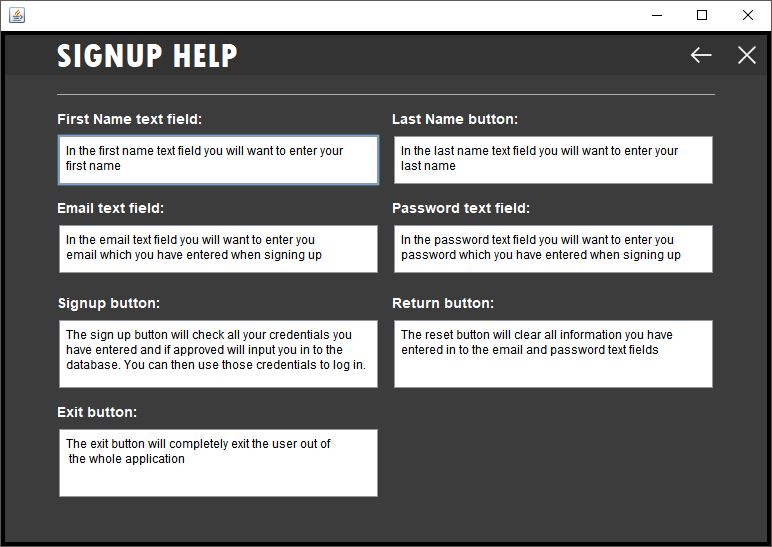 SIGNUP HELP
First Name text field:
In the first name text field you will want to enter your
first name
Last Name button:
In the last name text field you will want to enter your
last name
Email text field:
In the email text field you will want to enter you
email which you have entered when signing up
Password text field:
In the password text field you will want to enter you
password which you have entered when signing up
Signup button:
The sign up button will check all your credentials you
have entered and if approved will input you in to the
database. You can then use those credentials to log in.
Return button:
The reset button will clear all information you have
entered in to the email and password text fields
Exit button:
The exit button will completely exit the user out of
the whole application